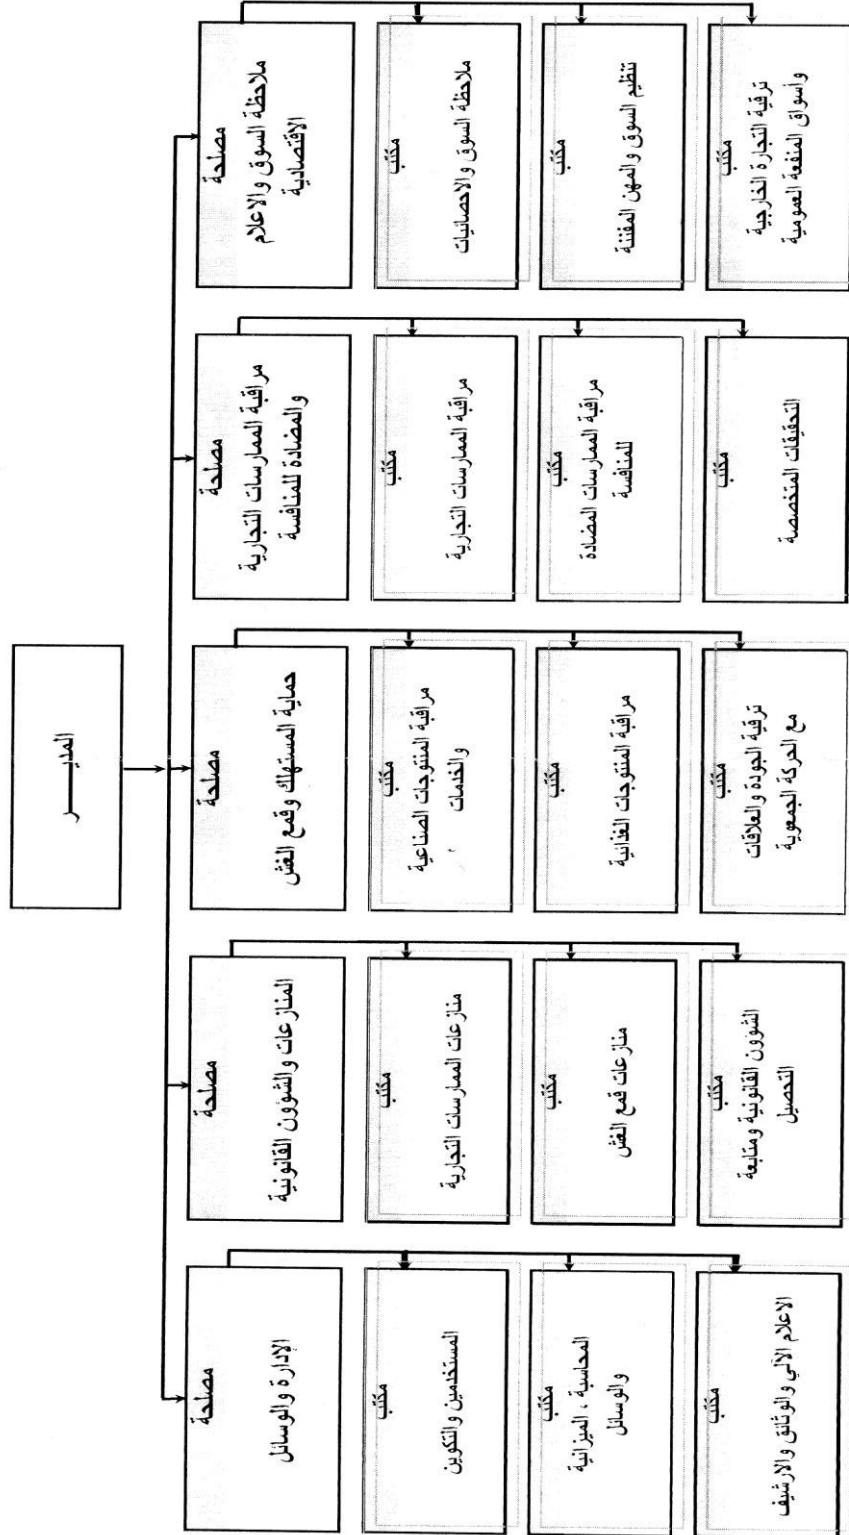 المديـــر
مصلحة
ملاحظة السوق والاعلام
الاقتصادية
مكتب
ملاحظة السوق والاحصائيات
مكتب
تنظيم السوق والمهن المقننة
مكتب
ترقية التجارة الخارجية
وأسواق المنفعة العمومية
مصلحة
مراقبة الممارسات التجارية
والمضادة للمنافسة
مكتب
مراقبة الممارسات التجارية
مكتب
مراقبة الممارسات المضادة
للمنافسة
مكتب
التحقيقات المتخصصة
مصلحة
حماية المستهلك وقمع الغش
مكتب
مراقبة المنتوجات الصناعية
والخدمات
مكتب
مراقبة المنتوجات الغذائية
مكتب
ترقية الجودة والعلاقات
مع الحركة الجمعوية
مصلحة
المنازعات والشؤون القانونية
مكتب
منازعات الممارسات التجارية
مكتب
منازعات قمع الغش
مكتب
الشؤون القانونية ومتابعة
التحصيل
مصلحة
الإدارة والوسائل
مكتب
المستخدمين والتكوين
مكتب
المحاسبة ، الميزانية
والوسائل
مكتب
الاعلام الآلي والوثائق والارشيف